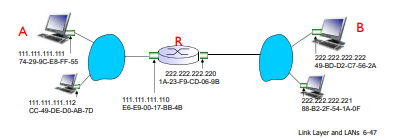 A
R
B
111.111.111.111
74-29-9C-E8-FF-55
222.222.222.222
49-BD-D2-C7-56-2A
222.222.222.220
1A-23-F9-CD-06-9B
111.111.111.112
CC-49-DE-D0-AB-7D
111.111.111.110
E6-E9-00-17-BB-4B
222.222.222.221
88-B2-2F-54-1A-0F
Link Layer and LANs 6-47